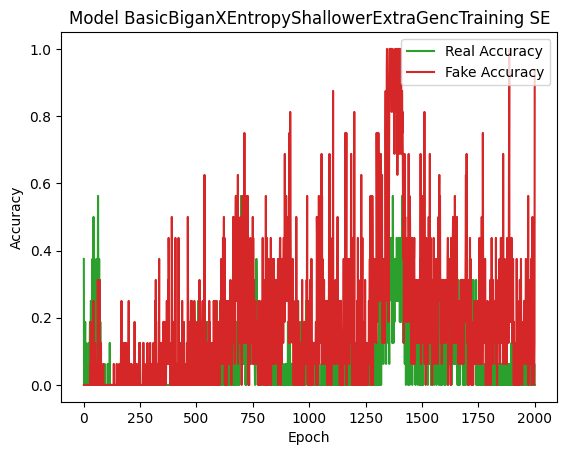 Model BasicBiganXEntropyShallowerExtraGencTraining SE
Real Accuracy
Fake Accuracy
1.0
0.8
0.6
0.4
0.2
0.0
Accuracy
0 250 500 750 1000 1250 1500 1750 2000
Epoch